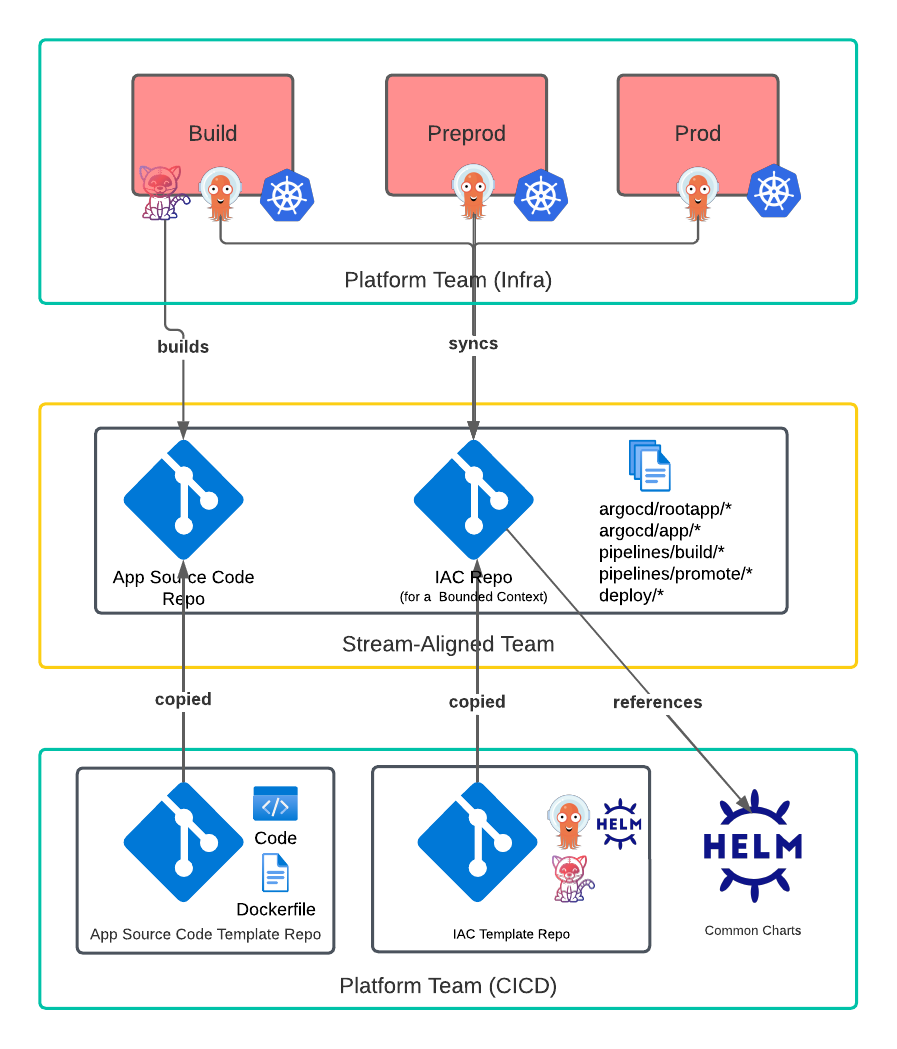 Build
Preprod
Prod
Platform Team (Infra)
builds
syncs
App Source Code
Repo
IAC Repo
(for a Bounded Context)
argocd/rootapp/*
argocd/app/*
pipelines/build/*
pipelines/promote/*
deploy/*
Stream-Aligned Team
copied
copied
references
Code
Dockerfile
App Source Code Template Repo
HELM
IAC Template Repo
HELM
Common Charts
Platform Team (CICD)